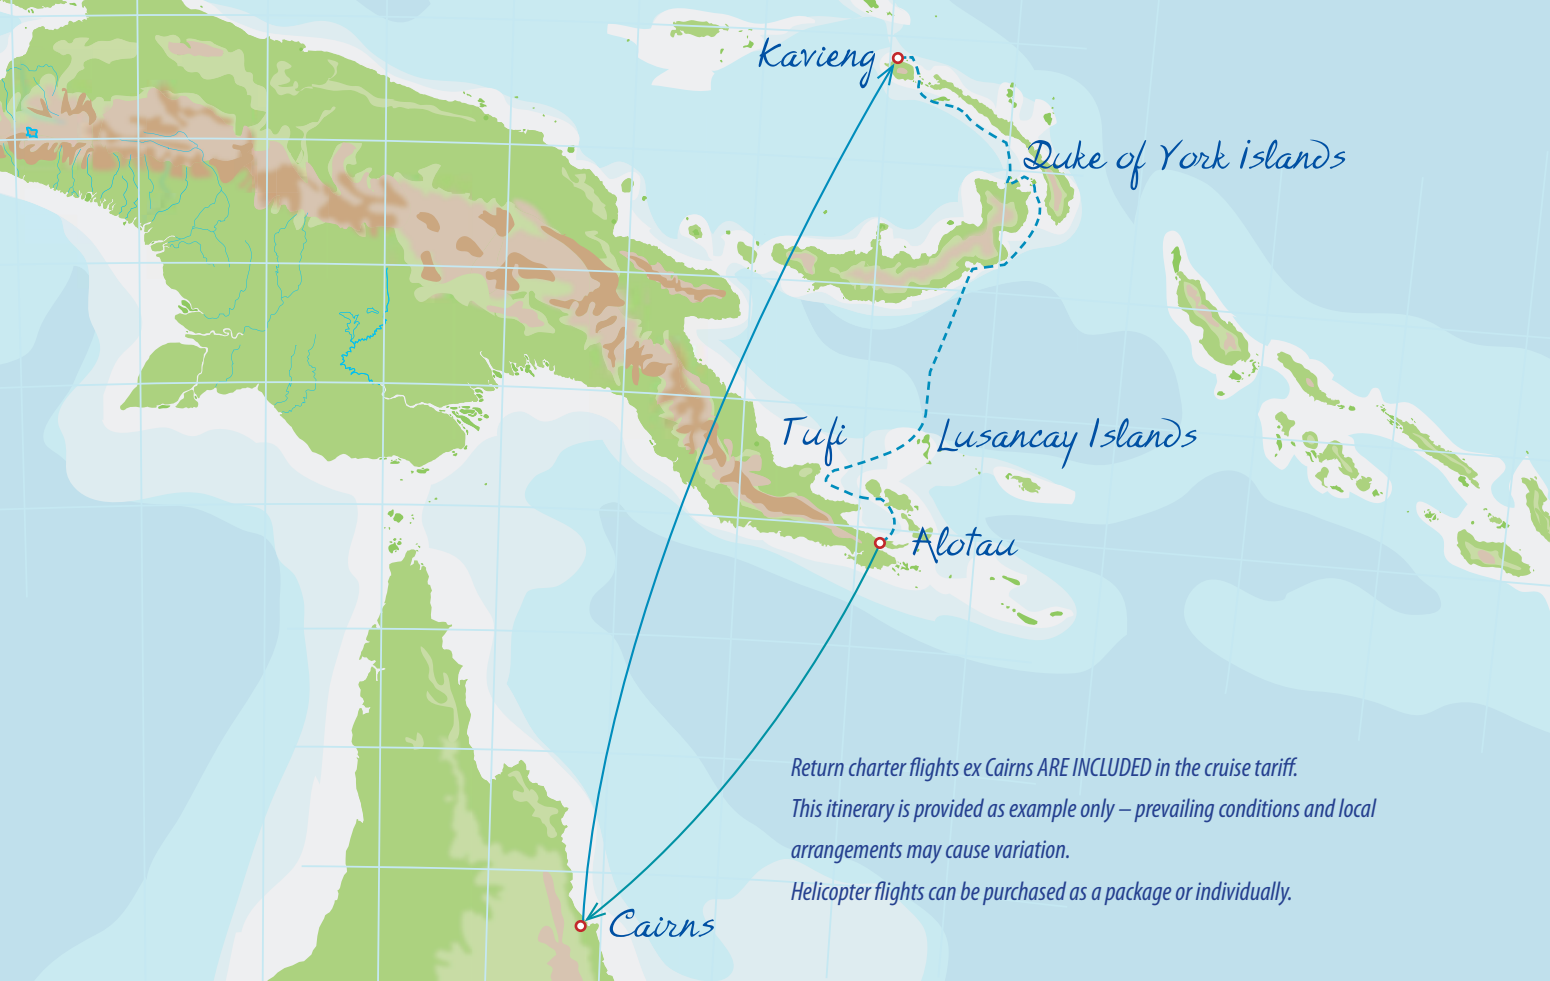 Kavieng
Duke of York Islands
Tufi
Lusancay Islands
Alotau
Return charter flights ex Cairns ARE INCLUDED in the cruise tariff.
This itinerary is provided as example only – prevailing conditions and local
arrangements may cause variation.
Helicopter flights can be purchased as a package or individually.
Cairns